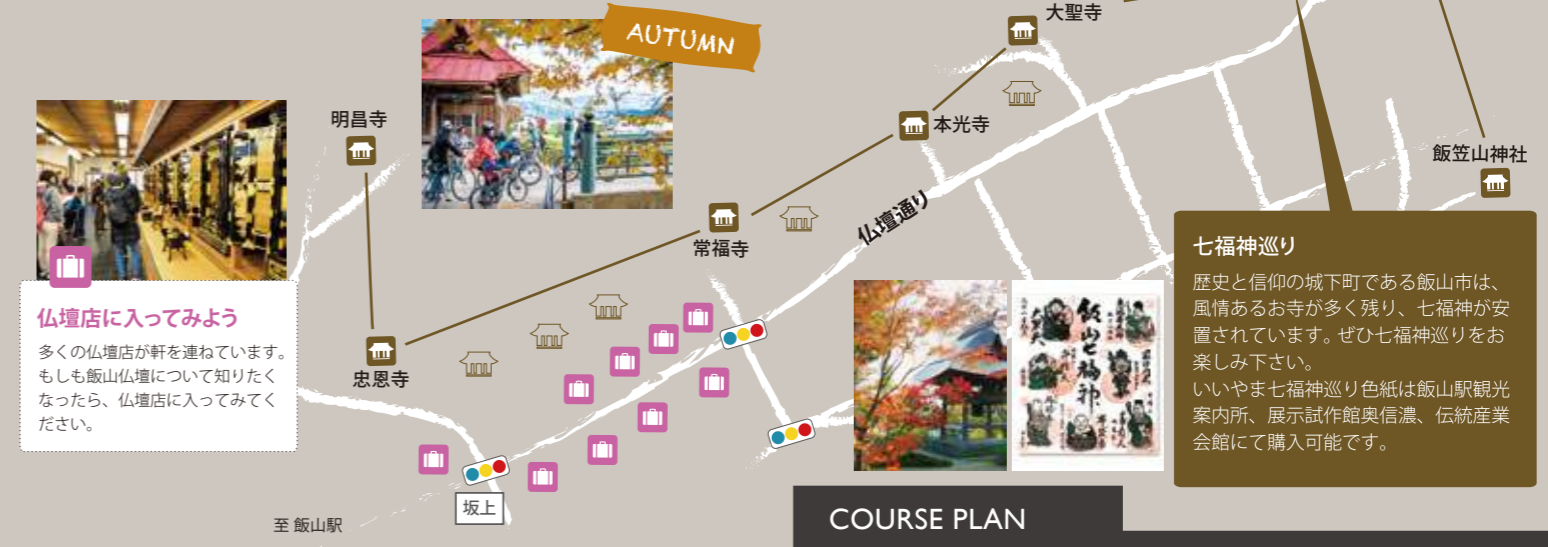 大聖寺
AUTUMN
明昌寺
本光寺
飯笠山神社
仏壇通り
常福寺
七福神巡り
歴史と信仰の城下町である飯山市は、
風情あるお寺が多く残り、七福神が安
置されています。ぜひ七福神巡りをお
楽しみ下さい。
いいやま七福神巡り色紙は飯山駅観光
案内所、展示試作館奥信濃、伝統産業
会館にて購入可能です。
仏壇店に入ってみよう
多くの仏壇店が軒を連ねています。
もしも飯山仏壇について知りたく
なったら、仏壇店に入ってみてく
ださい。
忠恩寺
飯山七福神
坂上
至 飯山駅
COURSE PLAN